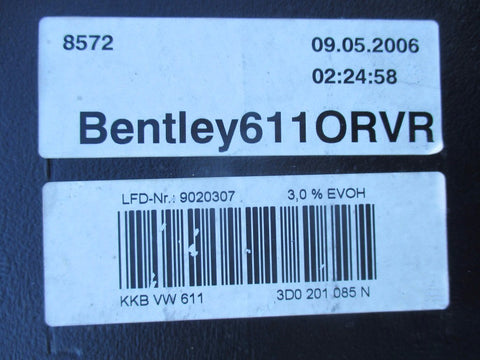 8572 09.05.2006
02:24:58
Bentley611ORVR
LFD-Nr.: 9020307 3,0 % EVOH
KKB VW 611 3D0 201 085 N